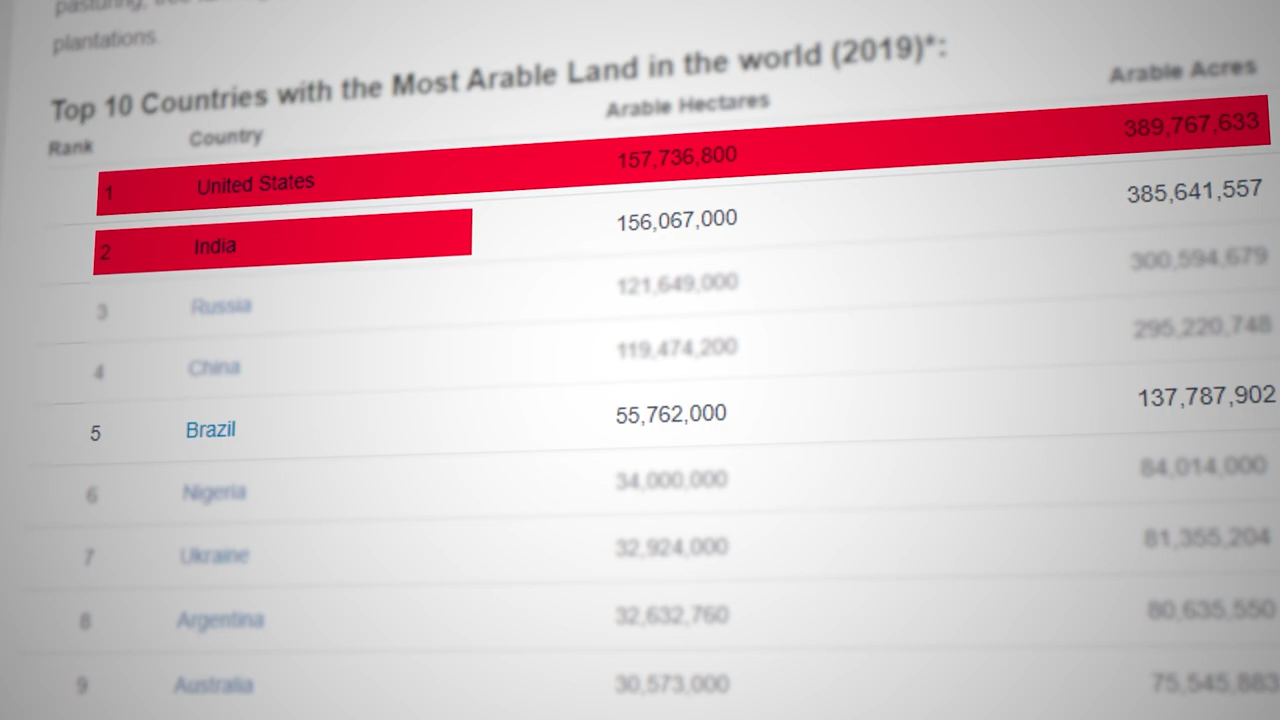 pasturing,
plantations.
Top 10 Countries with the Most Arable Land in the world (2019)*:
Rank Country Arable Hectares Arable Acres
1 United States 157,736,800 389,767,633
2 India 156,067,000 385,641,557
3 Russia 121,649,000 300,594,679
4 China 119,474,200 295,220,748
5 Brazil 55,762,000 137,787,902
6 Nigeria 34,000,000 84,014,000
7 Ukraine 32,924,000 81,355,204
8 Argentina 32,632,760 80,635,550
9 Australia 30,573,000 75,545,883